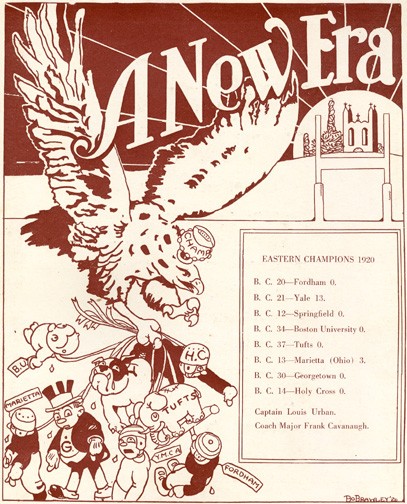 A New Era
CHAMP
EASTERN CHAMPIONS 1920
B. C. 20—Fordham 0.
B. C. 21—Yale 13.
B. C. 12—Springfield 0.
B. C. 34—Boston University 0.
B. C. 37—Tufts 0.
B. C. 13—Marietta (Ohio) 3.
B. C. 30—Georgetown 0.
B. C. 14—Holy Cross 0.
Captain Louis Urban.
Coach Major Frank Cavanaugh.
B.U.
H.C
Y
TUFTS
MARIETTA
G
Y.M.C.A
FORDHAM